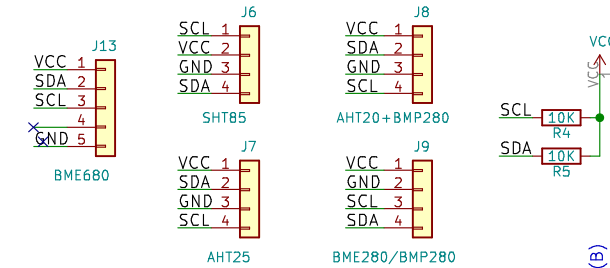 J13
VCC 1
SDA 2
SCL 3
4
GND 5
BME680
J6
SCL 1
VCC 2
GND 3
SDA 4
SHT85
J7
VCC 1
SDA 2
GND 3
SCL 4
AHT25
J8
VCC 1
SDA 2
GND 3
SCL 4
AHT20+BMP280
J9
VCC 1
GND 2
SCL 3
SDA 4
BME280/BMP280
VCC
VCC
1
SCL 10K
R4
SDA 10K
R5
(B)